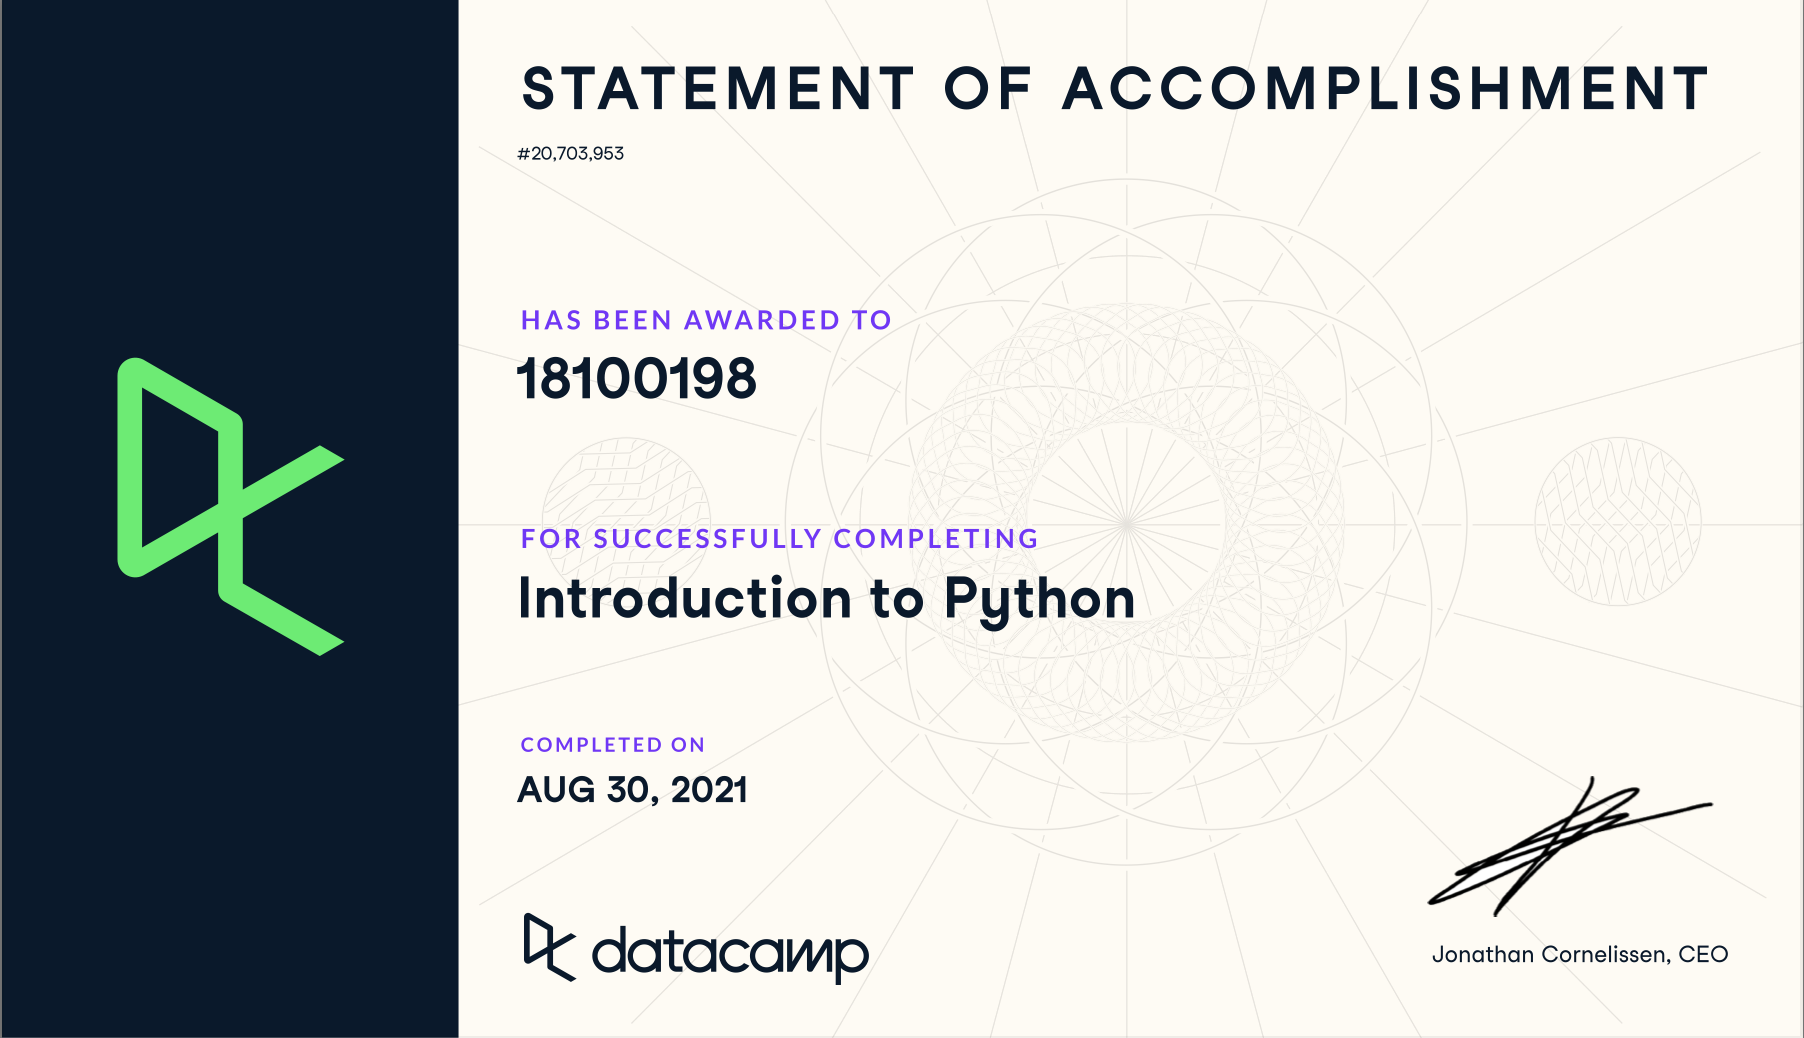 STATEMENT OF ACCOMPLISHMENT
#20,703,953
HAS BEEN AWARDED TO
18100198
FOR SUCCESSFULLY COMPLETING
Introduction to Python
COMPLETED ON
AUG 30, 2021
datacamp
Jonathan Cornelissen, CEO